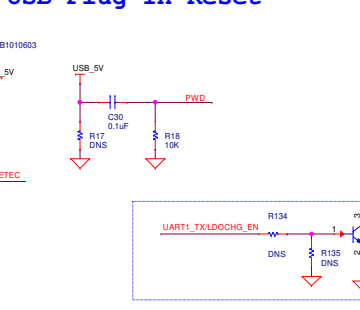 USB Plug In Reset
B1010603
5V
USB_5V
PWD
C30
0.1uF
R17
DNS
R18
10K
ETEC
R134
UART1_TX/LDOCHG_EN
1
3
2
DNS
R135
DNS